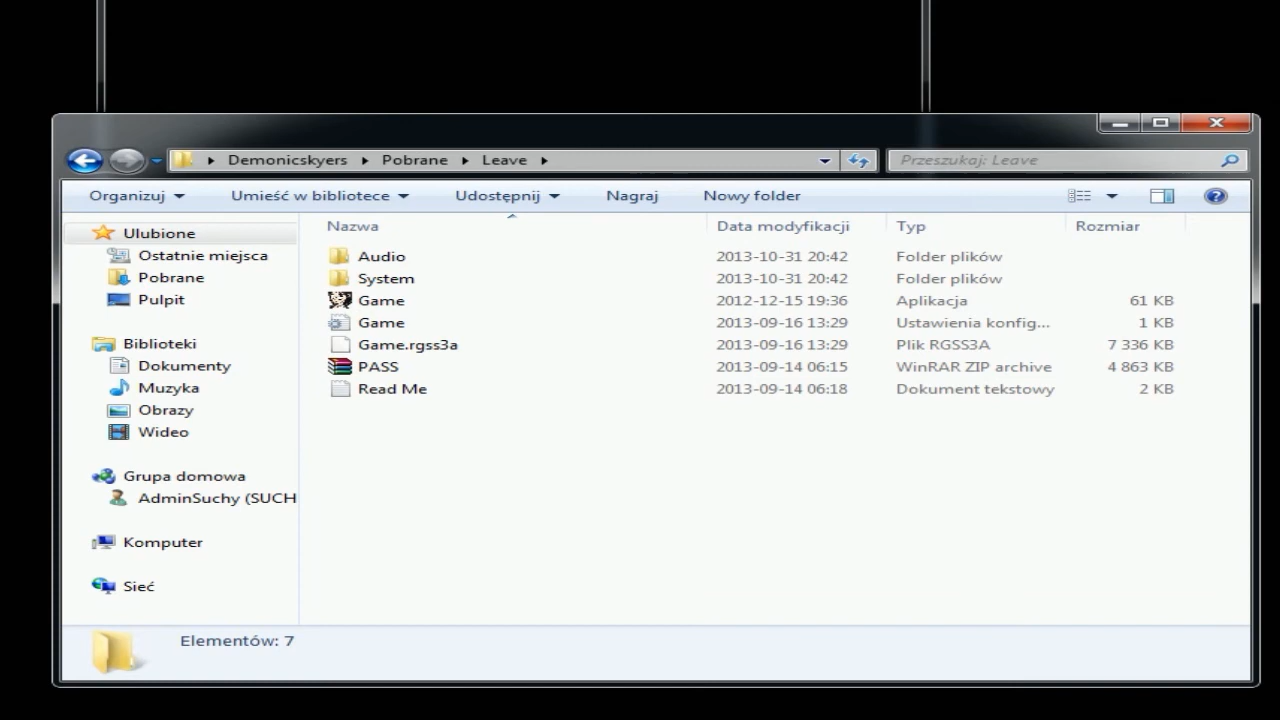 Demonicskyers Pobrane Leave
Przeszukaj: Leave
Organizuj Umieść w bibliotece Udostępnij Nagraj Nowy folder
Nazwa Data modyfikacji Typ Rozmiar
Ulubione
Ostatnie miejsca
Pobrane
Pulpit
Biblioteki
Dokumenty
Muzyka
Obrazy
Wideo
Grupa domowa
AdminSuchy (SUCH
Komputer
Sieć
Audio 2013-10-31 20:42 Folder plików
System 2013-10-31 20:42 Folder plików
Game 2012-12-15 19:36 Aplikacja 61 KB
Game 2013-09-16 13:29 Ustawienia konfig... 1 KB
Game.rgss3a 2013-09-16 13:29 Plik RGSS3A 7 336 KB
PASS 2013-09-14 06:15 WinRAR ZIP archive 4 863 KB
Read Me 2013-09-14 06:18 Dokument tekstowy 2 KB
Elementów: 7